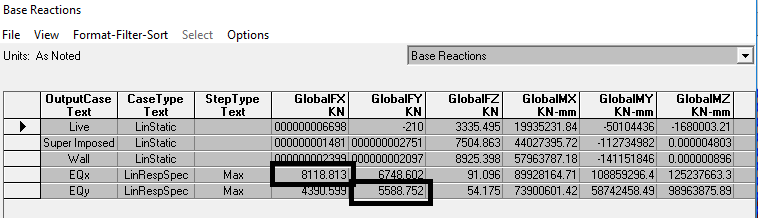 Base Reactions
File View Format-Filter-Sort Select Options
Units: As Noted Base Reactions
OutputCase CaseType StepType GlobalFX GlobalFY GlobalFZ GlobalMX GlobalMY GlobalMZ
Text Text Text KN KN KN KN-mm KN-mm KN-mm
Live LinStatic 000000006698 -210 3335.495 19935231.84 -50104436 -1680003.21
Super Imposed LinStatic 000000001481 000000002751 7504.863 44027395.72 -112734982 0.000004803
Wall LinStatic 000000002399 000000002097 8925.398 57963787.18 -141151846 0.000000896
EQx LinRespSpec Max 8118.813 6748.602 91.096 89928164.71 108859296.4 125237663.3
EQy LinRespSpec Max 4390.599 5588.752 54.175 73900601.42 58742458.49 98963875.89